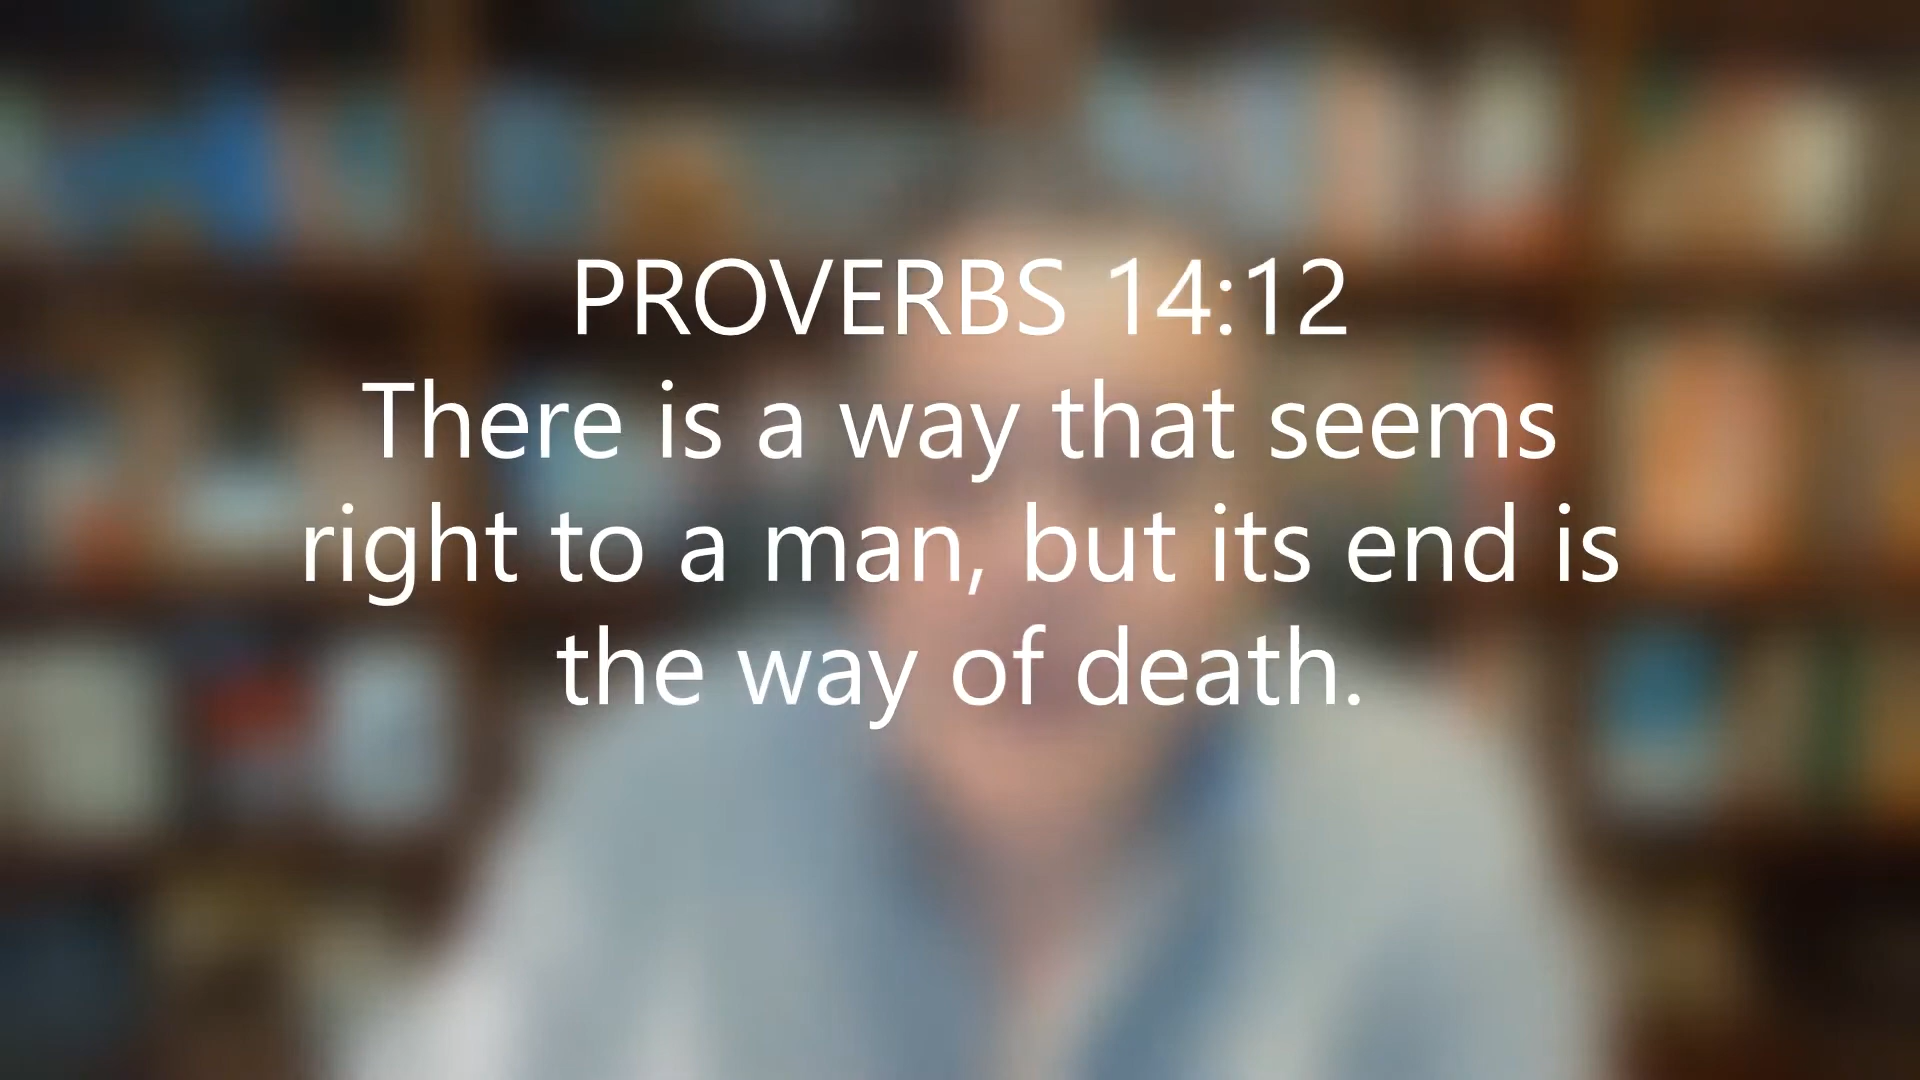 PROVERBS 14:12
There is a way that seems
right to a man, but its end is
the way of death.